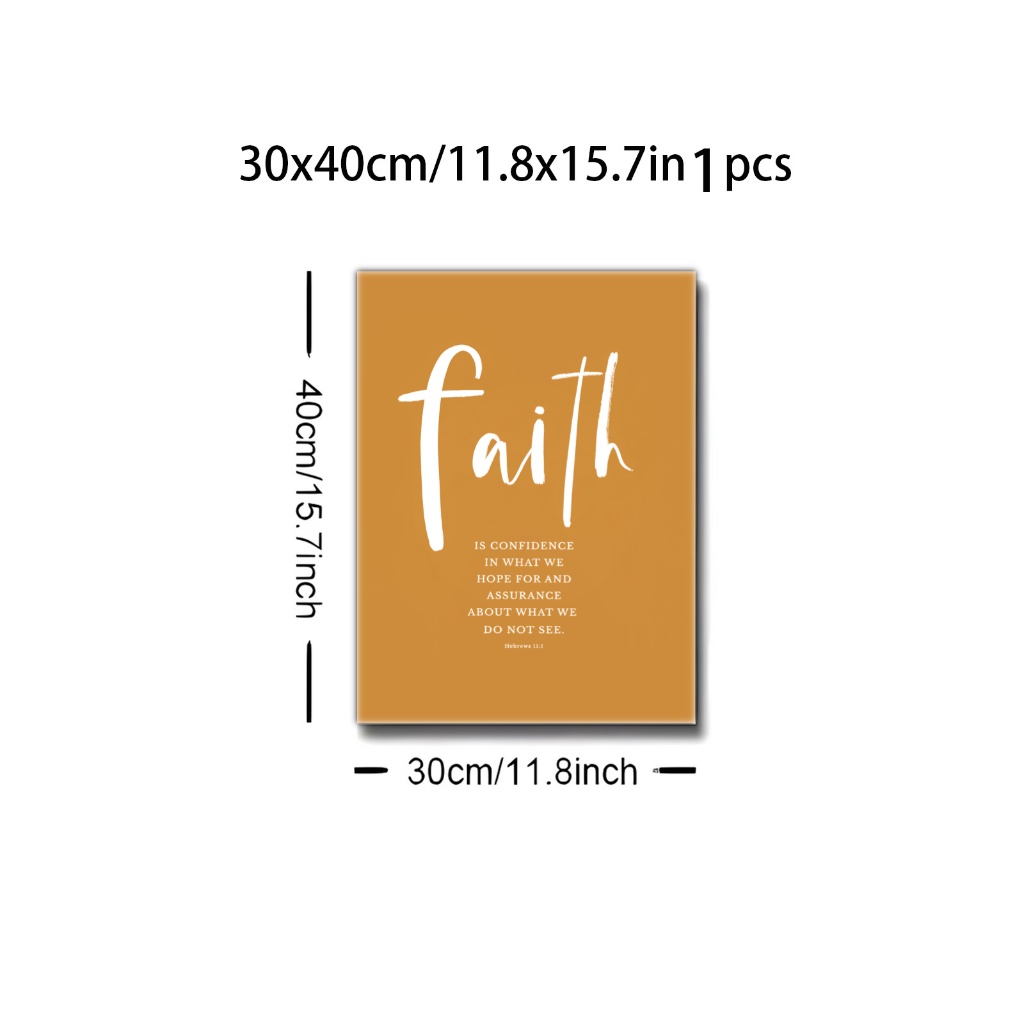 30x40cm/11.8x15.7in 1 pcs
40cm/15.7inch
faith
IS CONFIDENCE
IN WHAT WE
HOPE FOR AND
ASSURANCE
ABOUT WHAT WE
DO NOT SEE.
Hebrews 11:1
30cm/11.8inch